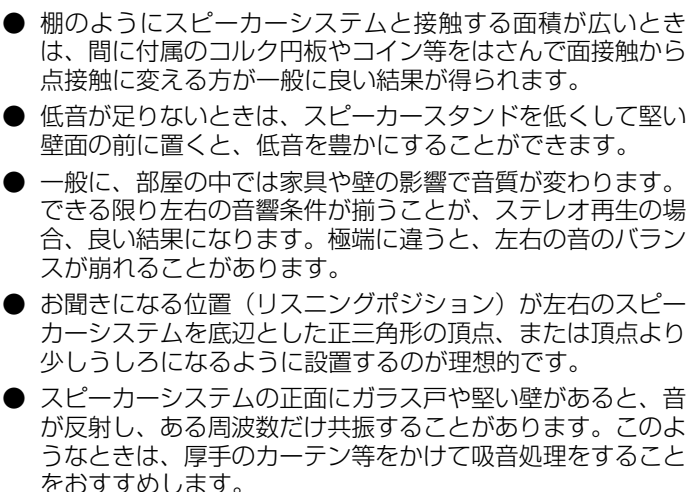 ● 棚のようにスピーカーシステムと接触する面積が広いとき
は、間に付属のコルク円板やコイン等をはさんで面接触から
点接触に変える方が一般に良い結果が得られます。
● 低音が足りないときは、スピーカースタンドを低くして堅い
壁面の前に置くと、低音を豊かにすることができます。
● 一般に、部屋の中では家具や壁の影響で音質が変わります。
できる限り左右の音響条件が揃うことが、ステレオ再生の場
合、良い結果になります。極端に違うと、左右の音のバラン
スが崩れることがあります。
● お聞きになる位置（リスニングポジション）が左右のスピー
カーシステムを底辺とした正三角形の頂点、または頂点より
少しうしろになるように設置するのが理想的です。
● スピーカーシステムの正面にガラス戸や堅い壁があると、音
が反射し、ある周波数だけ共振することがあります。このよ
うなときは、厚手のカーテン等をかけて吸音処理をすること
をおすすめします。